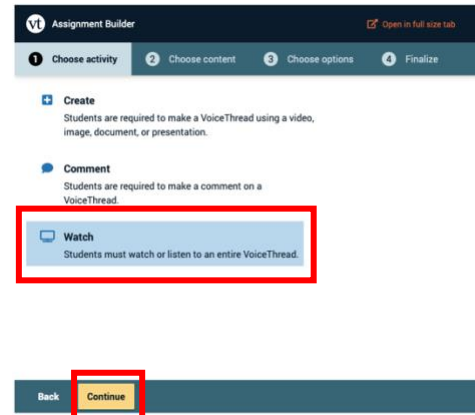 vt Assignment Builder Open in full size tab
1 Choose activity 2 Choose content 3 Choose options 4 Finalize
Create
Students are required to make a VoiceThread using a video,
image, document, or presentation.
Comment
Students are required to make a comment on a
VoiceThread.
Watch
Students must watch or listen to an entire VoiceThread.
Back Continue